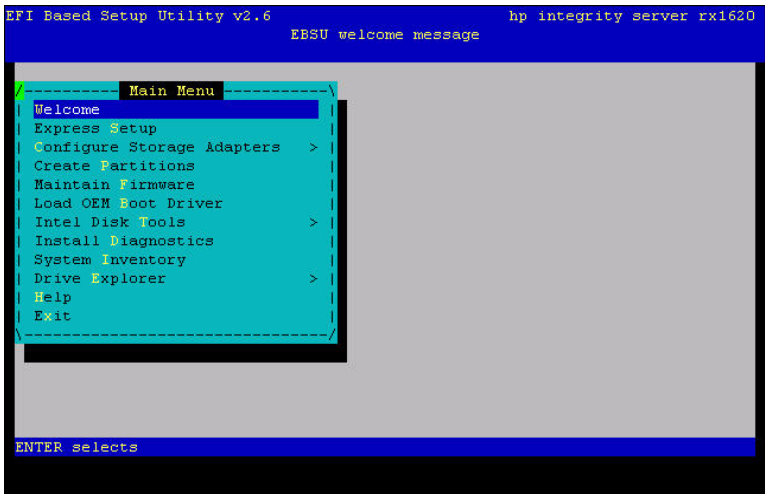 EFI Based Setup Utility v2.6 hp integrity server rx1620
EBSU welcome message
Main Menu
Welcome
Express Setup
Configure Storage Adapters >
Create Partitions
Maintain Firmware
Load OEM Boot Driver
Intel Disk Tools >
Install Diagnostics
System Inventory
Drive Explorer >
Help
Exit
ENTER selects